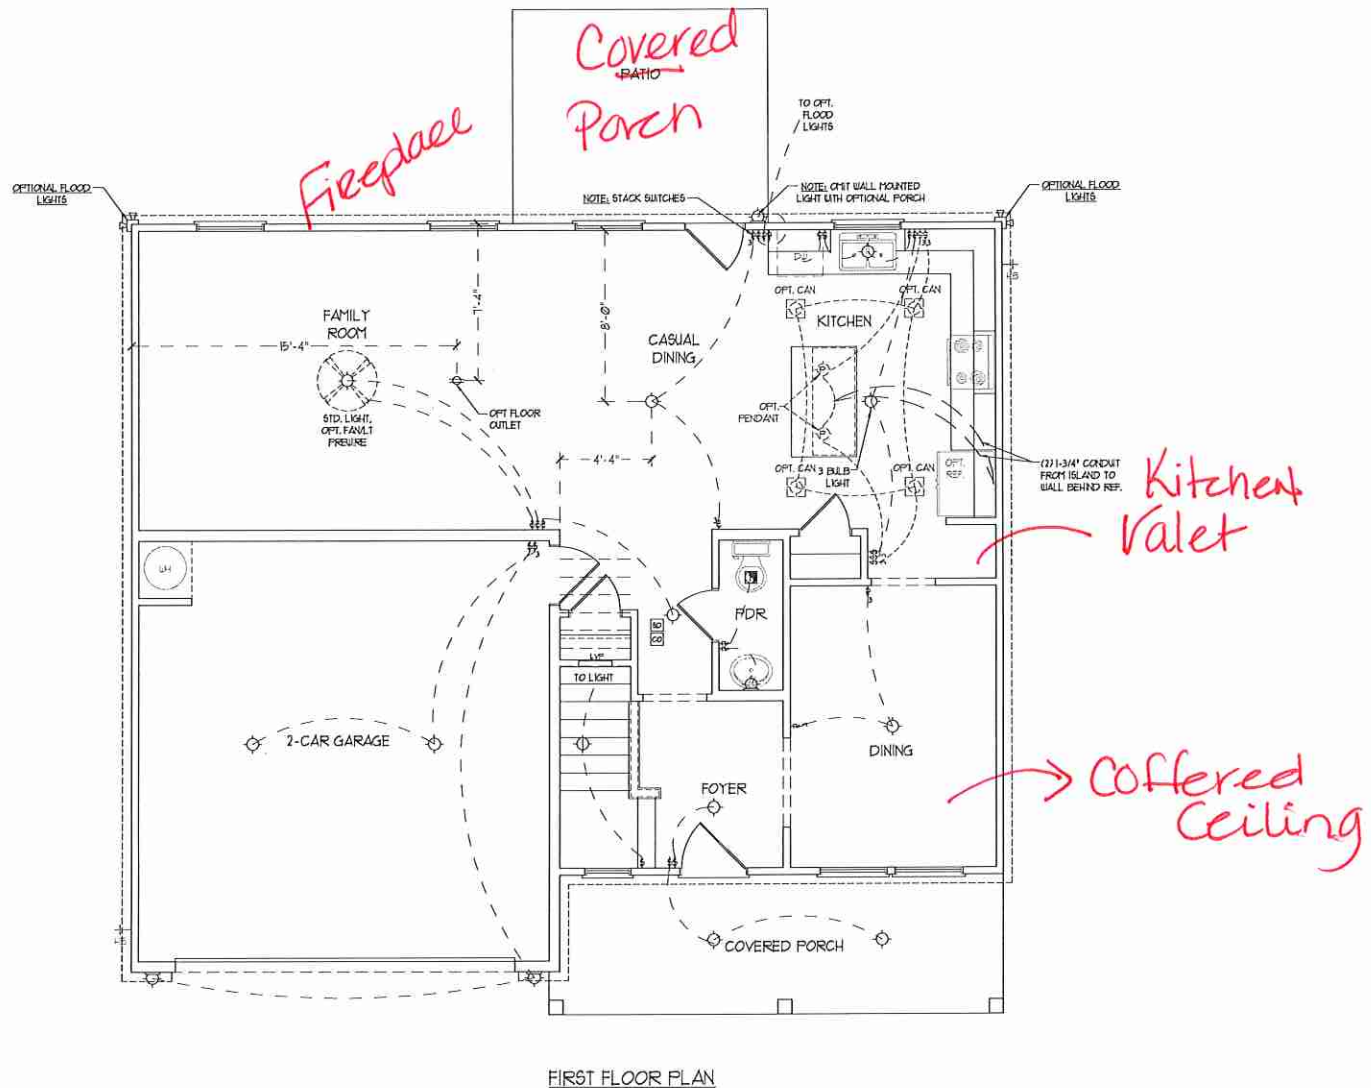 Covered
PATIO
Porch
Fireplace
TO OPT.
FLOOD
LIGHTS
OPTIONAL FLOOD
LIGHTS
NOTE: STACK SWITCHES
NOTE: OMIT WALL MOUNTED
LIGHT WITH OPTIONAL PORCH
OPTIONAL FLOOD
LIGHTS
FAMILY
ROOM
15'-4"
7'-4"
8'-0"
CASUAL
DINING
OPT. CAN
OPT. CAN
KITCHEN
STD. LIGHT,
OPT. FAN/LT
PREWIRE
OPT FLOOR
OUTLET
4'-4"
OPT.
PENDANT
OPT. CAN
3 BULB
LIGHT
OPT. CAN
OPT.
REF.
(2) 1-3/4" CONDUIT
FROM ISLAND TO
WALL BEHIND REF.
Kitchen
Valet
WH
PDR
CO
TO LIGHT
2-CAR GARAGE
FOYER
DINING
Coffered
Ceiling
COVERED PORCH
FIRST FLOOR PLAN